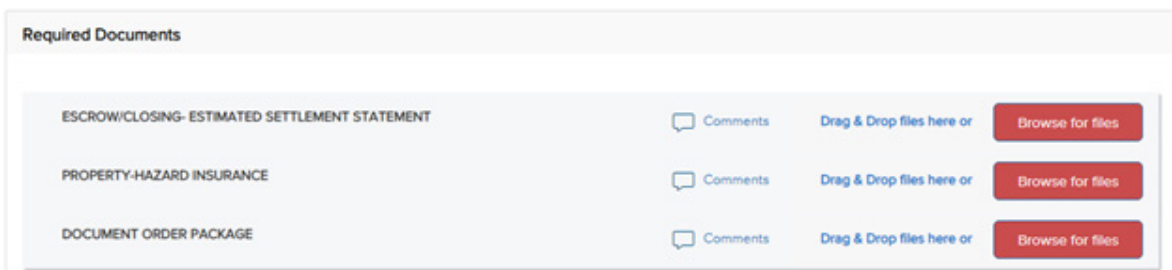 Required Documents
ESCROW/CLOSING- ESTIMATED SETTLEMENT STATEMENT Comments Drag & Drop files here or Browse for files
PROPERTY-HAZARD INSURANCE Comments Drag & Drop files here or Browse for files
DOCUMENT ORDER PACKAGE Comments Drag & Drop files here or Browse for files